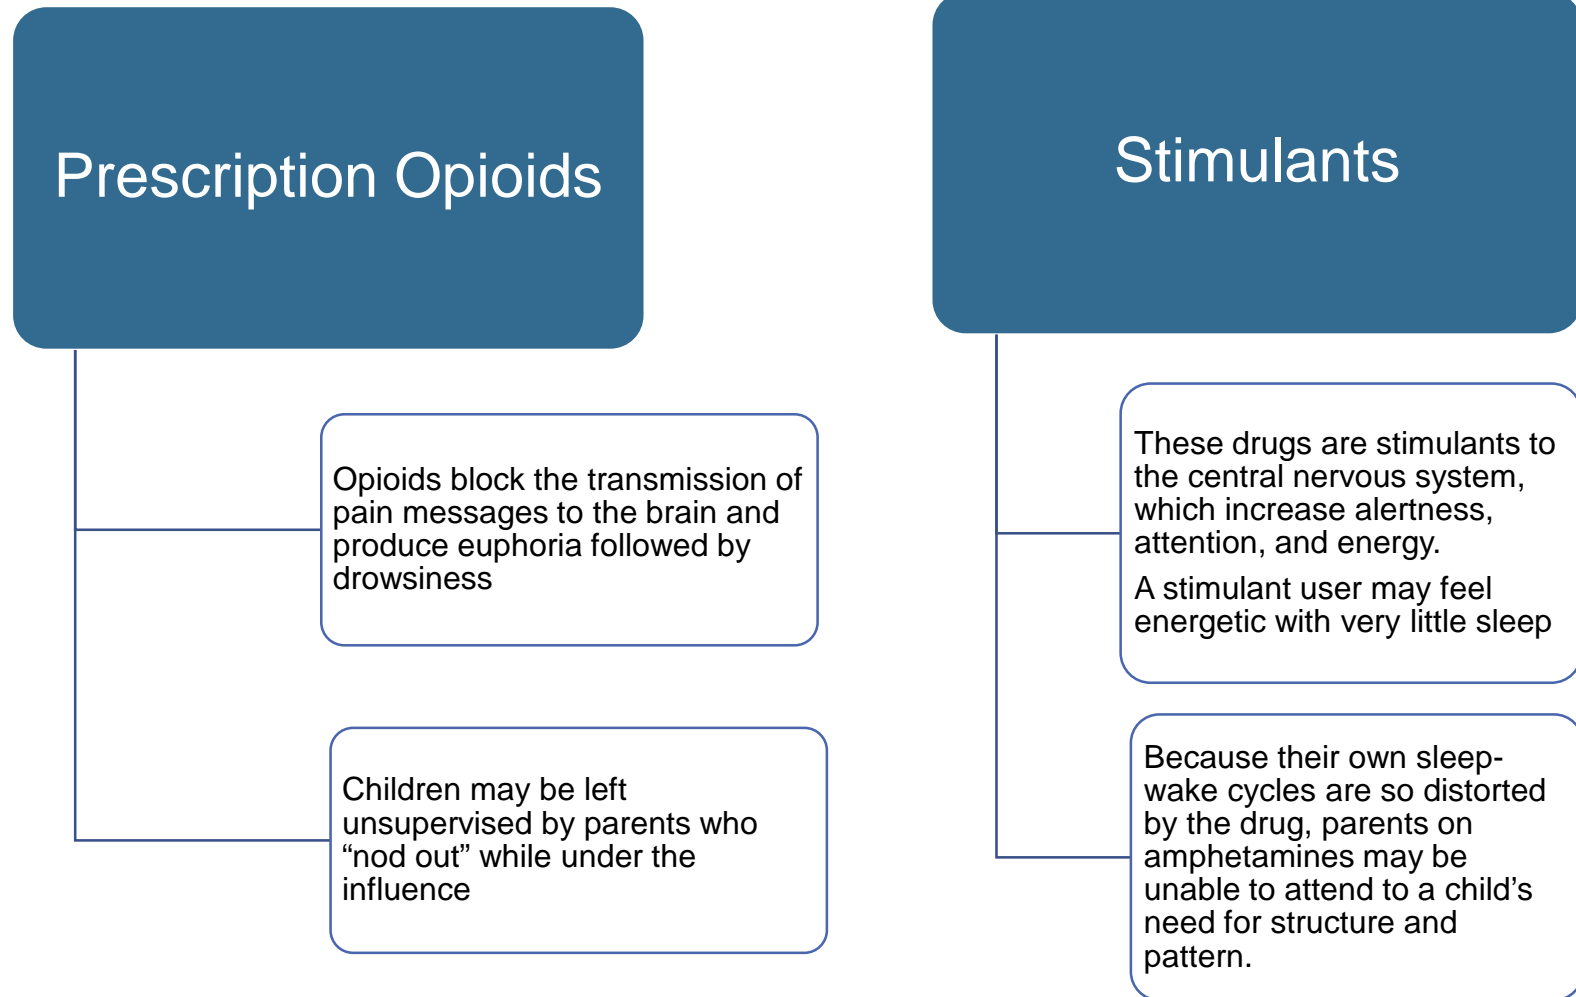 Prescription Opioids
Opioids block the transmission of
pain messages to the brain and
produce euphoria followed by
drowsiness
Children may be left
unsupervised by parents who
“nod out” while under the
influence
Stimulants
These drugs are stimulants to
the central nervous system,
which increase alertness,
attention, and energy.
A stimulant user may feel
energetic with very little sleep
Because their own sleep-
wake cycles are so distorted
by the drug, parents on
amphetamines may be
unable to attend to a child’s
need for structure and
pattern.